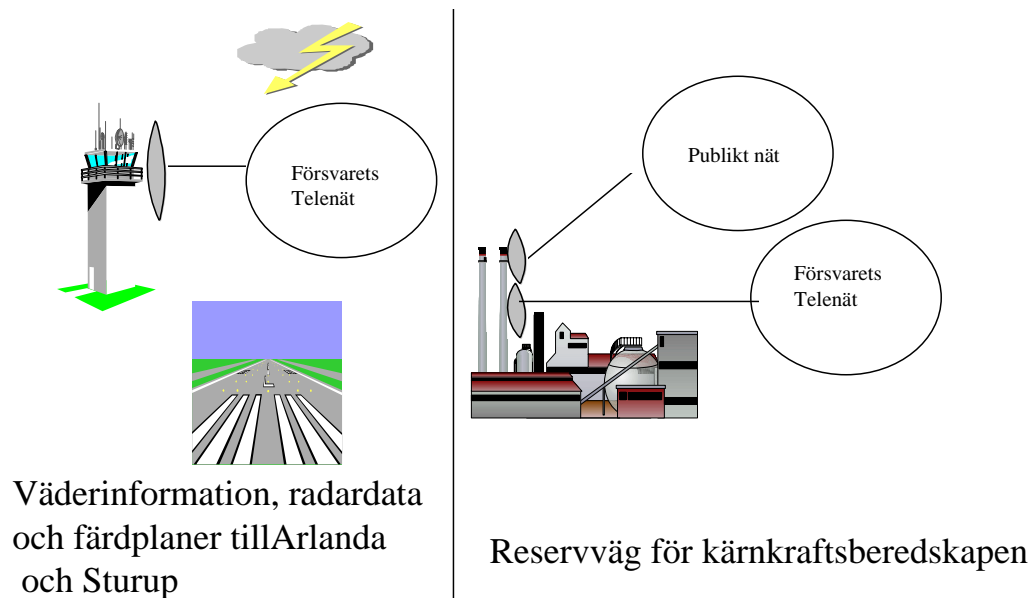 Försvarets
Telenät
Väderinformation, radardata
och färdplaner tillArlanda
och Sturup
Publikt nät
Försvarets
Telenät
Reservväg för kärnkraftsberedskapen